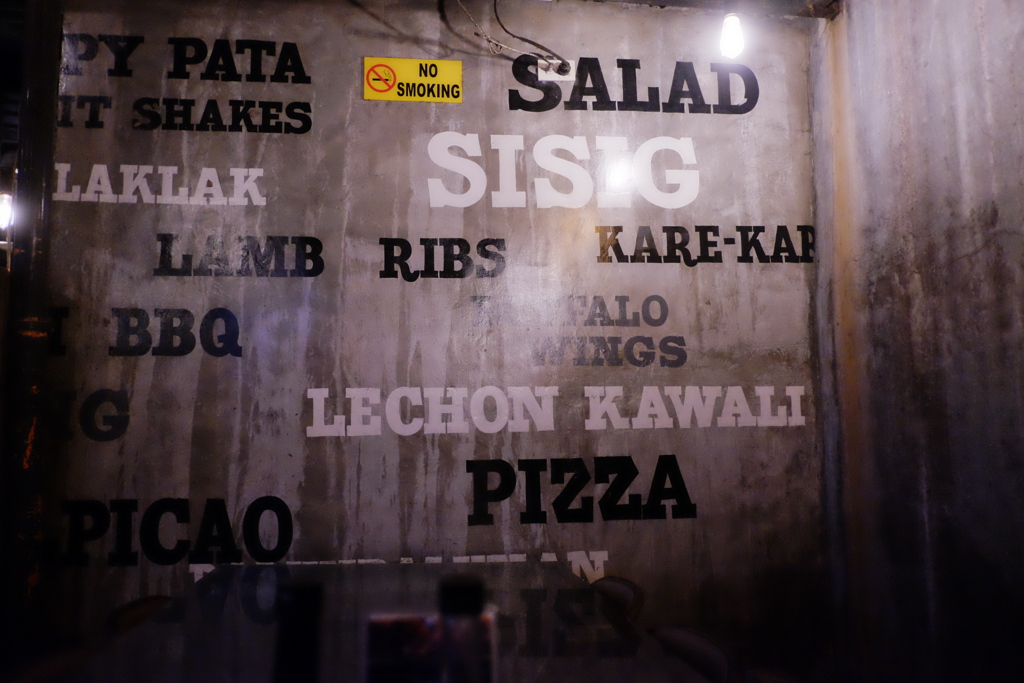 PY PATA
NO
SMOKING
SALAD
IT SHAKES
SISIG
LAKLAK
LAMB RIBS
KARE-KAR
BBQ
WINGS
NG
LECHON KAWALI
PIZZA
PICAO